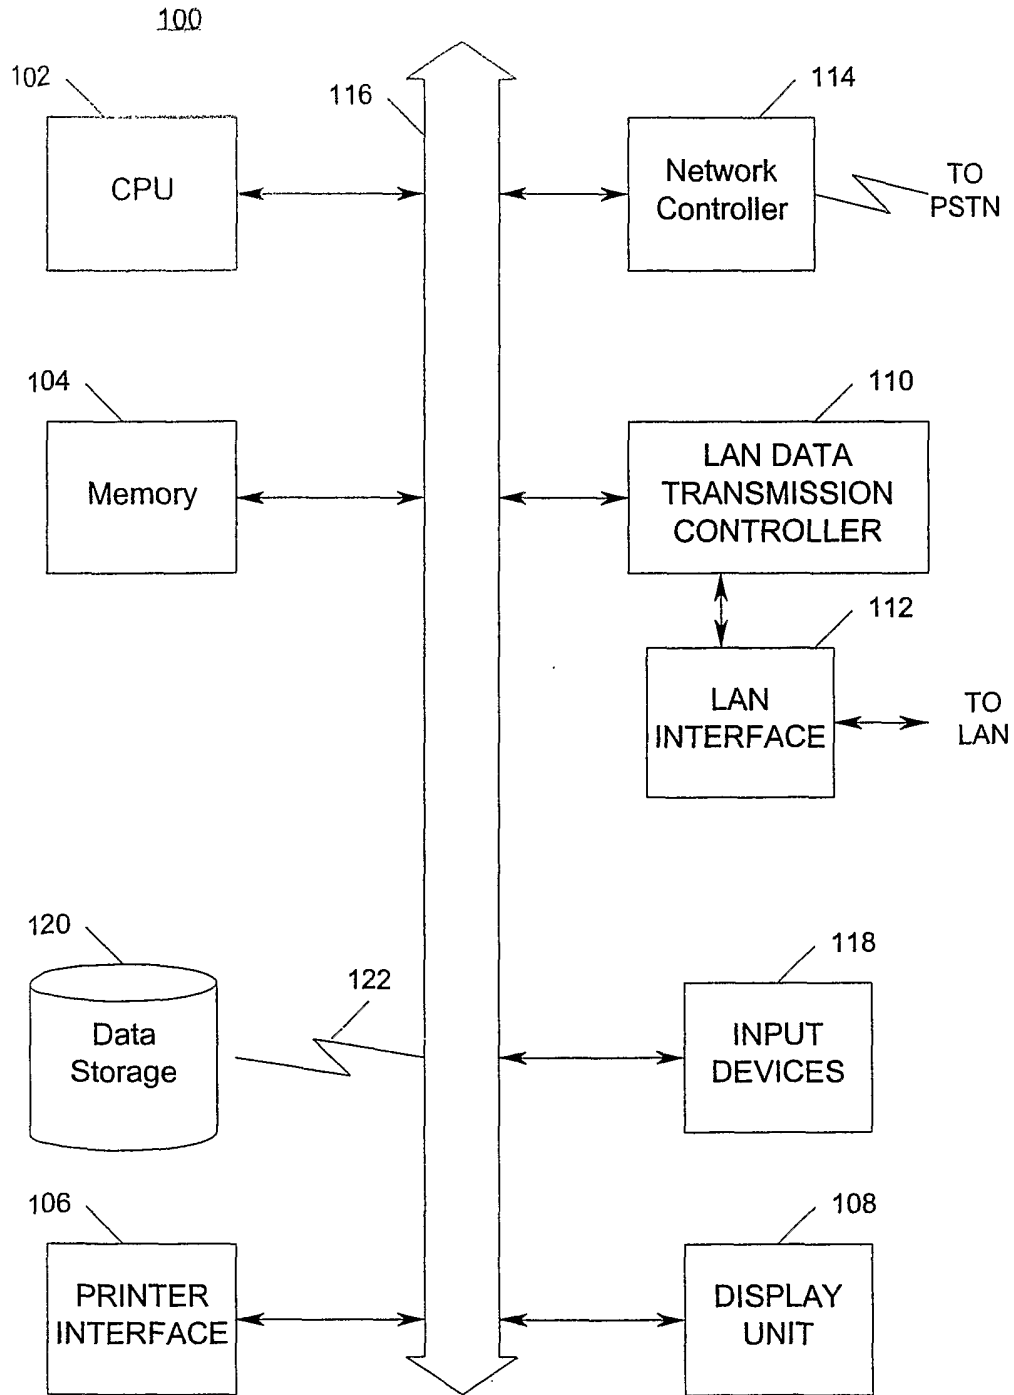 100
102
CPU
116
114
Network
Controller
TO
PSTN
104
Memory
110
LAN DATA
TRANSMISSION
CONTROLLER
112
LAN
INTERFACE
TO
LAN
120
Data
Storage
122
118
INPUT
DEVICES
106
PRINTER
INTERFACE
108
DISPLAY
UNIT